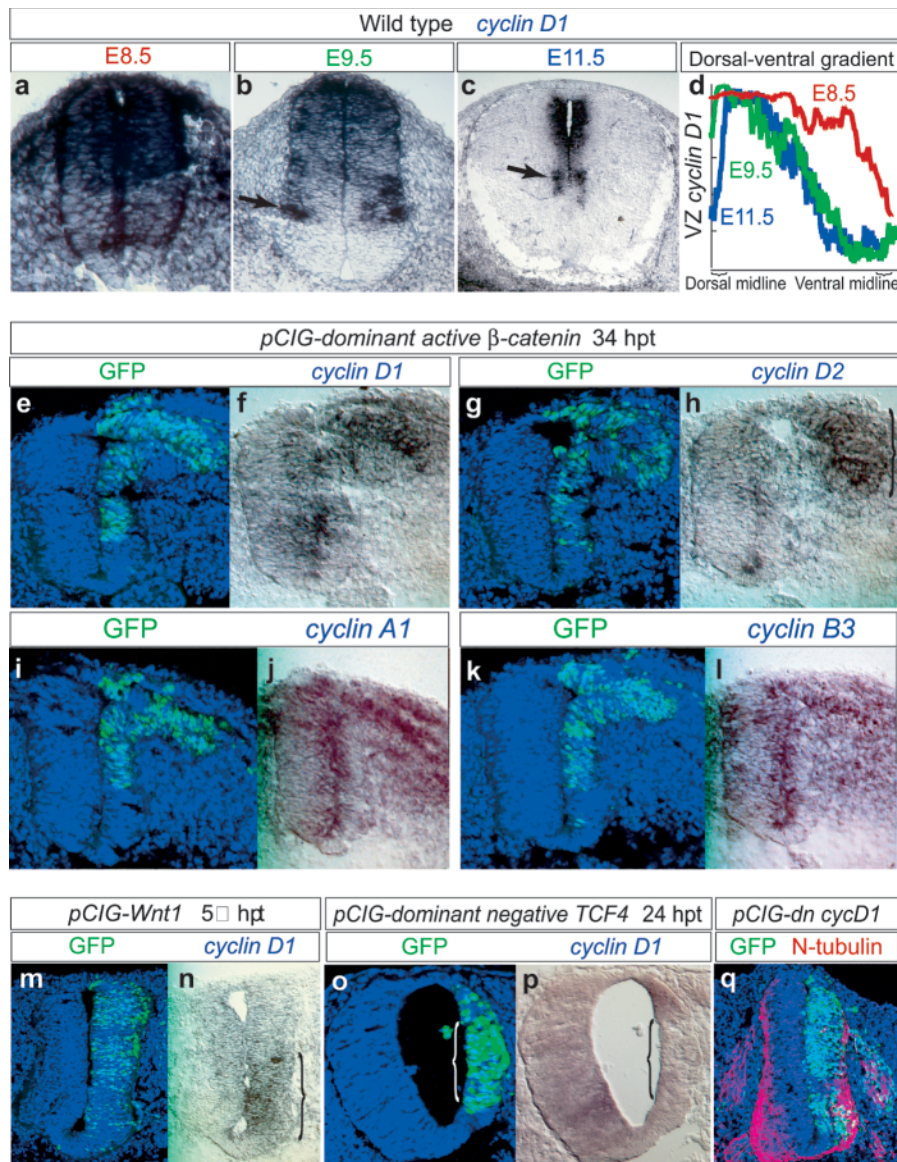 Wild type cyclin D1
E8.5 E9.5 E11.5 Dorsal-ventral gradient
a b c d
VZ cyclin D1
E8.5
E9.5
E11.5
Dorsal midline Ventral midline
pCIG-dominant active β-catenin 34 hpt
GFP cyclin D1 GFP cyclin D2
e f g h
GFP cyclin A1 GFP cyclin B3
i j k l
pCIG-Wnt1 5□ hpt pCIG-dominant negative TCF4 24 hpt pCIG-dn cycD1
GFP cyclin D1 GFP cyclin D1 GFP N-tubulin
m n o p q